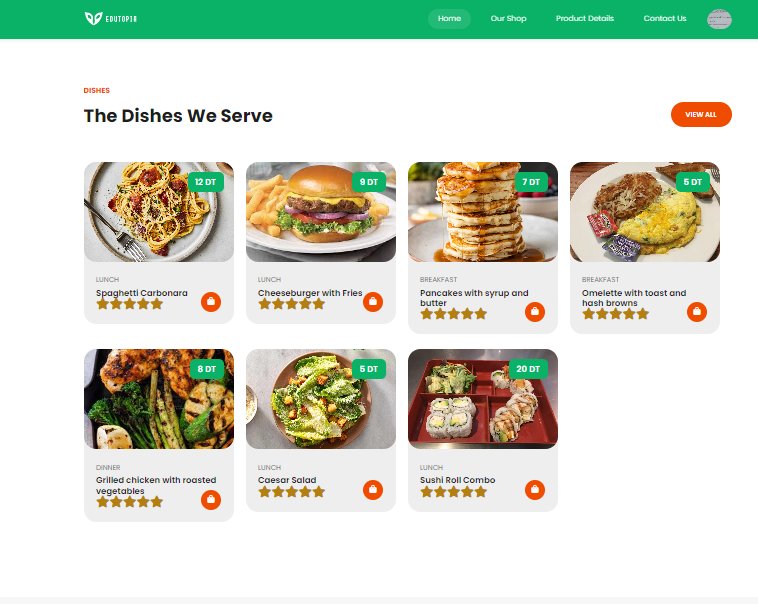 EDUTOPIA
Home
Our Shop
Product Details
Contact Us
DISHES
The Dishes We Serve
VIEW ALL
12 DT
LUNCH
Spaghetti Carbonara
9 DT
LUNCH
Cheeseburger with Fries
7 DT
BREAKFAST
Pancakes with syrup and
butter
5 DT
BREAKFAST
Omelette with toast and
hash browns
8 DT
DINNER
Grilled chicken with roasted
vegetables
6 DT
LUNCH
Caesar Salad
20 DT
LUNCH
Sushi Roll Combo